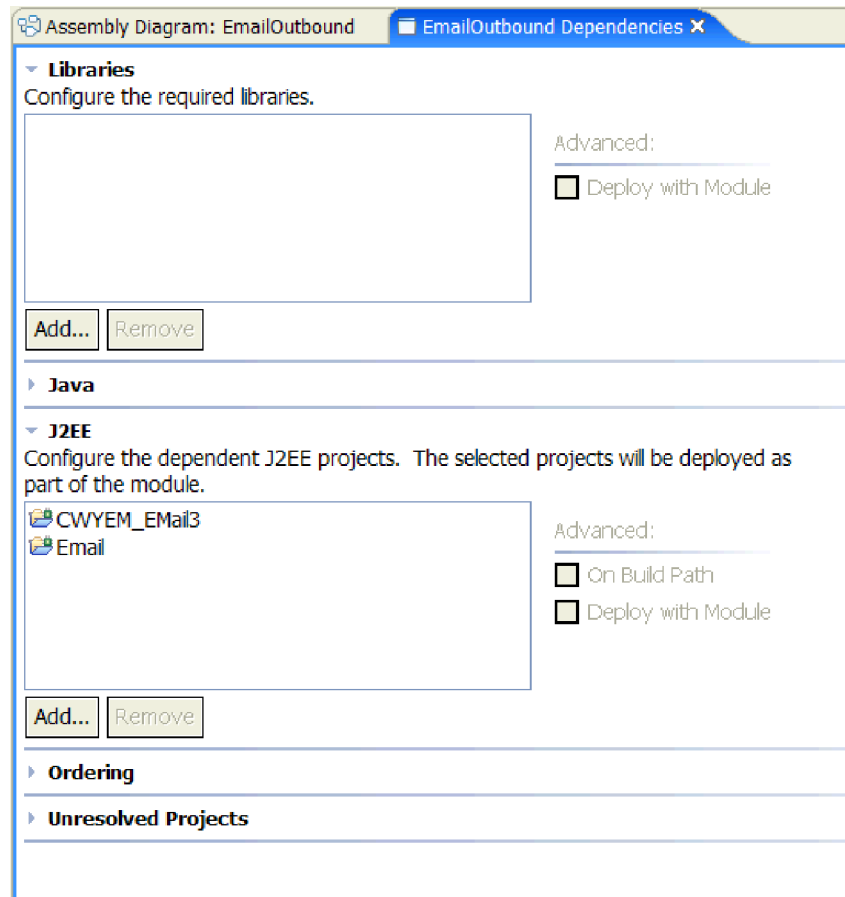 Assembly Diagram: EmailOutbound
EmailOutbound Dependencies
Libraries
Configure the required libraries.
Advanced:
Deploy with Module
Add... Remove
Java
J2EE
Configure the dependent J2EE projects. The selected projects will be deployed as
part of the module.
CWYEM_EMail3
Email
Advanced:
On Build Path
Deploy with Module
Add... Remove
Ordering
Unresolved Projects